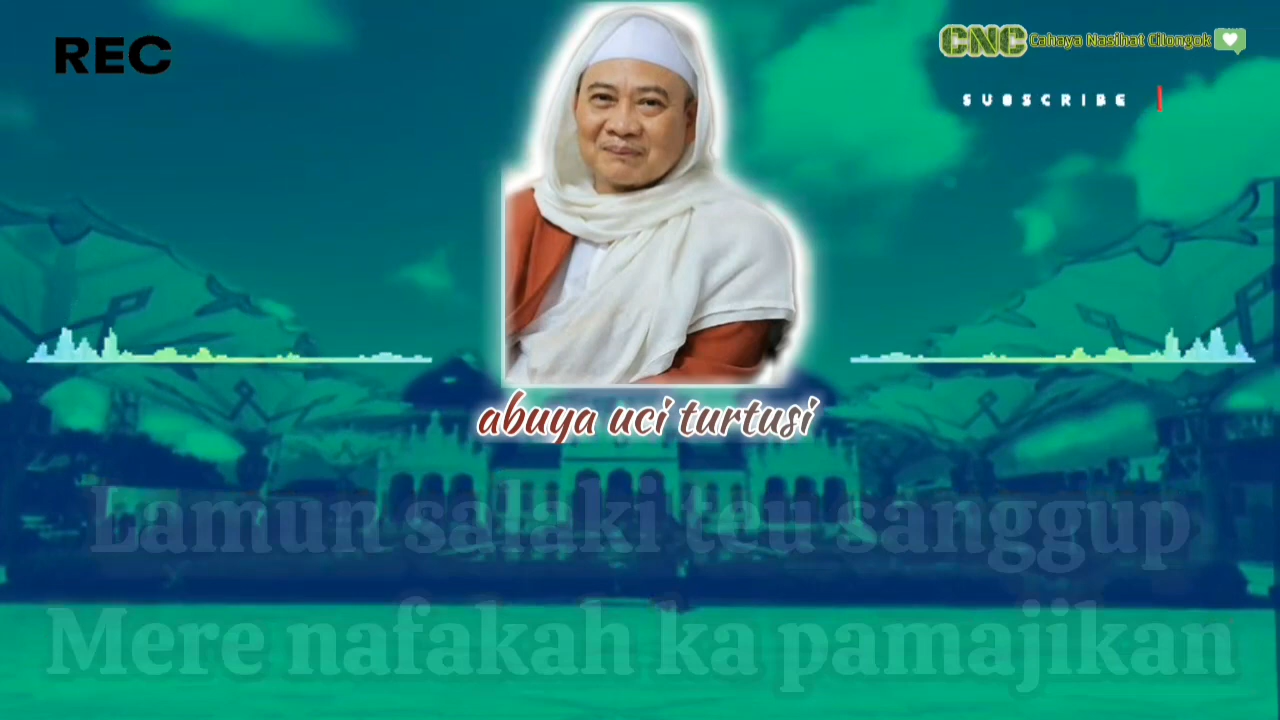 REC
CNC Cahaya Nasihat Cilongok
SUBSCRIBE
abuya uci turtusi
Lamun salaki teu sanggup
Mere nafakah ka pamajikan